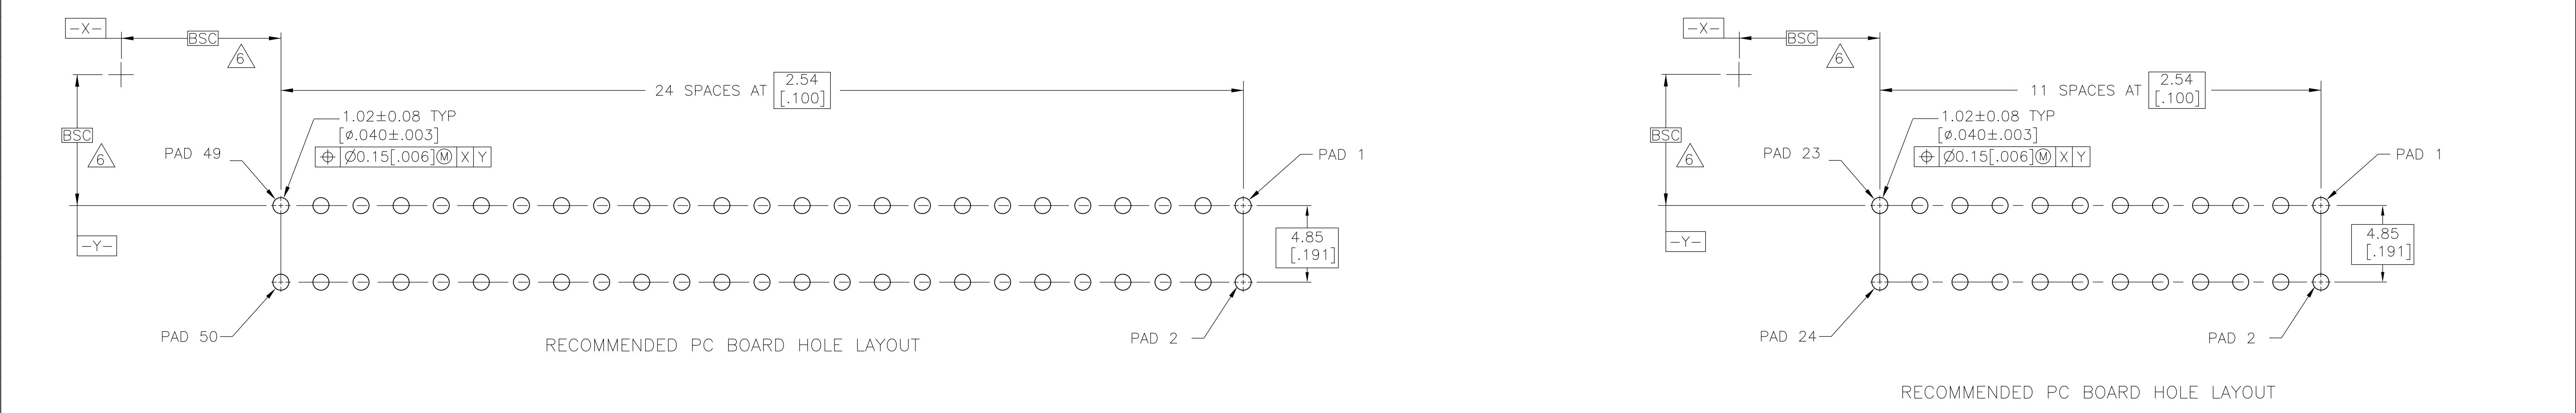 -X-
BSC
6
24 SPACES AT 2.54
[.100]
1.02±0.08 TYP
[ø.040±.003]
⌖ Ø0.15[.006]Ⓜ X Y
BSC
6
PAD 49
PAD 1
-Y-
4.85
[.191]
PAD 50
PAD 2
RECOMMENDED PC BOARD HOLE LAYOUT
-X-
BSC
6
11 SPACES AT 2.54
[.100]
1.02±0.08 TYP
[ø.040±.003]
⌖ Ø0.15[.006]Ⓜ X Y
BSC
6
PAD 23
PAD 1
-Y-
4.85
[.191]
PAD 24
PAD 2
RECOMMENDED PC BOARD HOLE LAYOUT